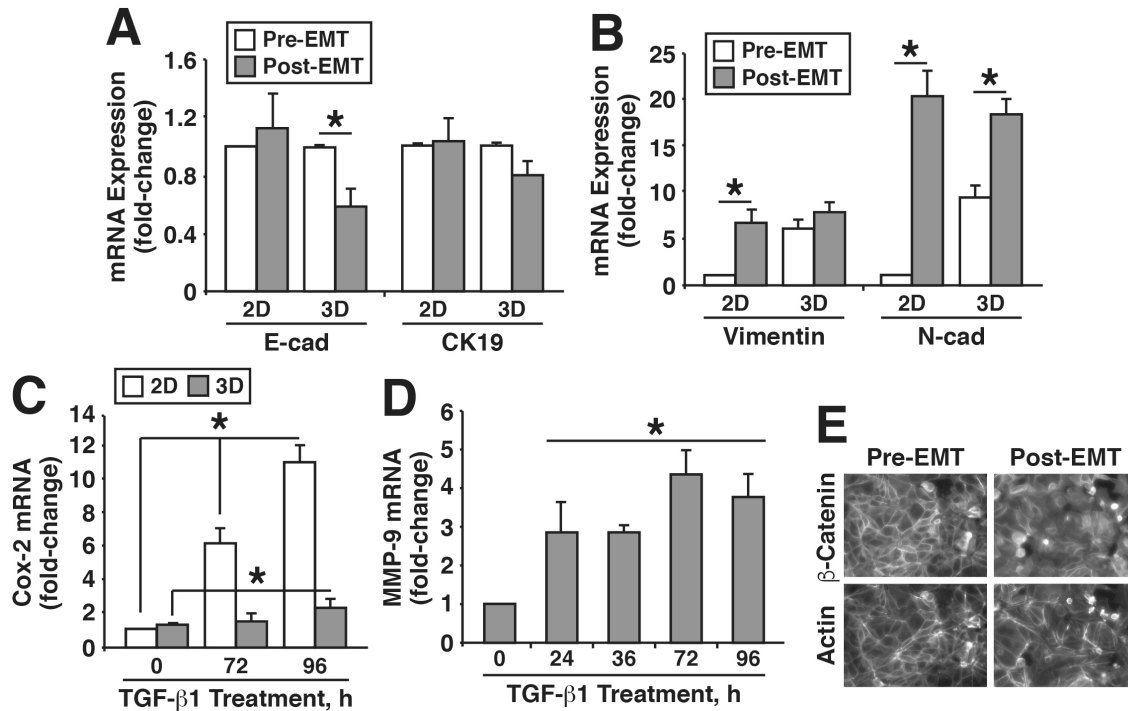 A
Pre-EMT
Post-EMT
mRNA Expression
(fold-change)
1.6
1.2
0.8
0.4
0
*
2D 3D 2D 3D
E-cad CK19
B
Pre-EMT
Post-EMT
mRNA Expression
(fold-change)
25
20
15
10
5
0
* * *
2D 3D 2D 3D
Vimentin N-cad
C
2D 3D
Cox-2 mRNA
(fold-change)
14
12
10
8
6
4
2
0
*
*
0 72 96
TGF-β1 Treatment, h
D
MMP-9 mRNA
(fold-change)
6
5
4
3
2
1
0
*
0 24 36 72 96
TGF-β1 Treatment, h
E
Pre-EMT Post-EMT
β-Catenin
Actin